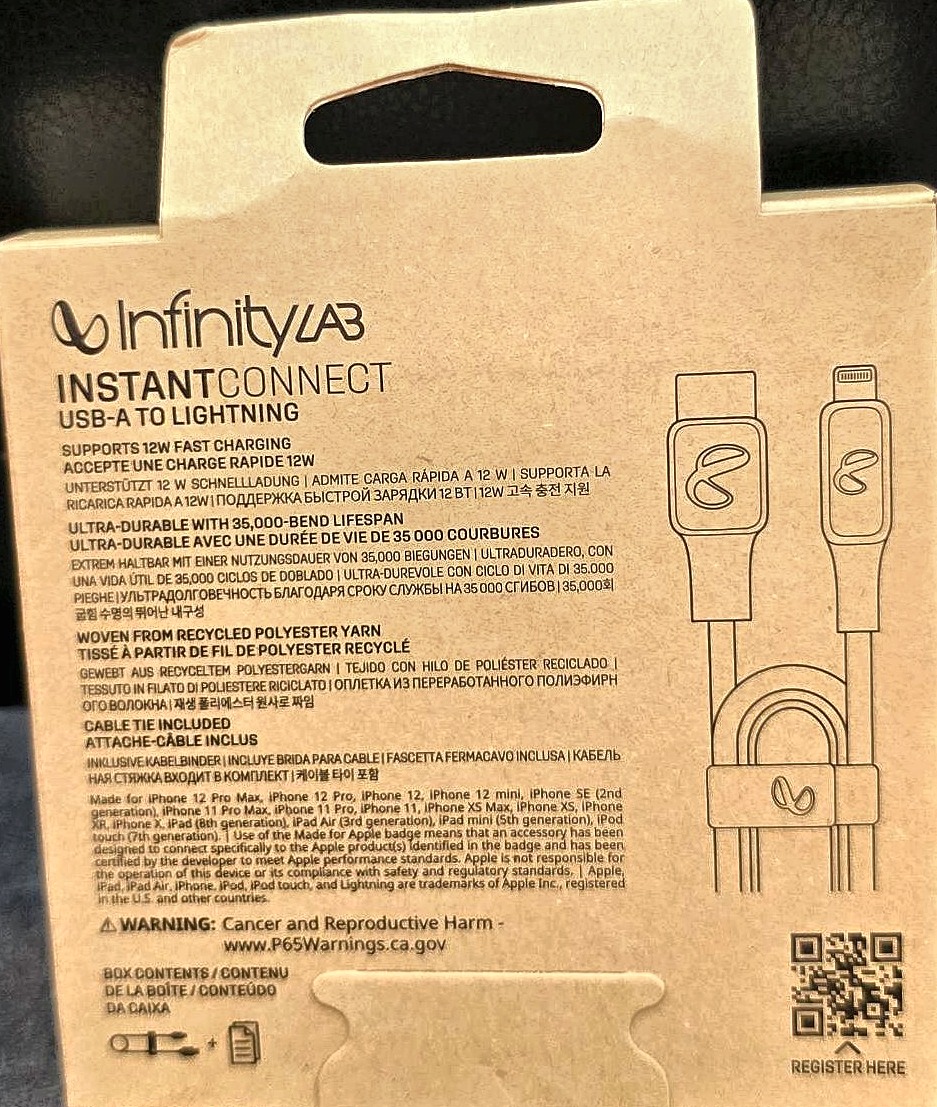 InfinityLAB
INSTANTCONNECT
USB-A TO LIGHTNING
SUPPORTS 12W FAST CHARGING
ACCEPTE UNE CHARGE RAPIDE 12W
UNTERSTÜTZT 12 W SCHNELLLADUNG | ADMITE CARGA RÁPIDA A 12 W | SUPPORTA LA
RICARICA RAPIDA A 12W | ПОДДЕРЖКА БЫСТРОЙ ЗАРЯДКИ 12 ВТ | 12W 고속 충전 지원
ULTRA-DURABLE WITH 35,000-BEND LIFESPAN
ULTRA-DURABLE AVEC UNE DURÉE DE VIE DE 35 000 COURBURES
EXTREM HALTBAR MIT EINER NUTZUNGSDAUER VON 35,000 BIEGUNGEN | ULTRADURADERO, CON
UNA VIDA ÚTIL DE 35,000 CICLOS DE DOBLADO | ULTRA-DUREVOLE CON CICLO DI VITA DI 35.000
PIEGHE | УЛЬТРАДОЛГОВЕЧНОСТЬ БЛАГОДАРЯ СРОКУ СЛУЖБЫ НА 35 000 СГИБОВ | 35,000회
굽힘 수명의 뛰어난 내구성
WOVEN FROM RECYCLED POLYESTER YARN
TISSÉ À PARTIR DE FIL DE POLYESTER RECYCLÉ
GEWEBT AUS RECYCELTEM POLYESTERGARN | TEJIDO CON HILO DE POLIÉSTER RECICLADO |
TESSUTO IN FILATO DI POLIESTERE RICICLATO | ОПЛЕТКА ИЗ ПЕРЕРАБОТАННОГО ПОЛИЭФИРН
ОГО ВОЛОКНА | 재생 폴리에스터 원사로 짜임
CABLE TIE INCLUDED
ATTACHE-CÂBLE INCLUS
INKLUSIVE KABELBINDER | INCLUYE BRIDA PARA CABLE | FASCETTA FERMACAVO INCLUSA | КАБЕЛЬ
НАЯ СТЯЖКА ВХОДИТ В КОМПЛЕКТ | 케이블 타이 포함
Made for iPhone 12 Pro Max, iPhone 12 Pro, iPhone 12, iPhone 12 mini, iPhone SE (2nd
generation), iPhone 11 Pro Max, iPhone 11 Pro, iPhone 11, iPhone XS Max, iPhone XS, iPhone
XR, iPhone X, iPad (8th generation), iPad Air (3rd generation), iPad mini (5th generation), iPod
touch (7th generation). | Use of the Made for Apple badge means that an accessory has been
designed to connect specifically to the Apple product(s) identified in the badge and has been
certified by the developer to meet Apple performance standards. Apple is not responsible for
the operation of this device or its compliance with safety and regulatory standards. | Apple,
iPad, iPad Air, iPhone, iPod, iPod touch, and Lightning are trademarks of Apple Inc., registered
in the U.S. and other countries.
⚠ WARNING: Cancer and Reproductive Harm -
www.P65Warnings.ca.gov
BOX CONTENTS / CONTENU
DE LA BOÎTE / CONTEÚDO
DA CAIXA
+
REGISTER HERE